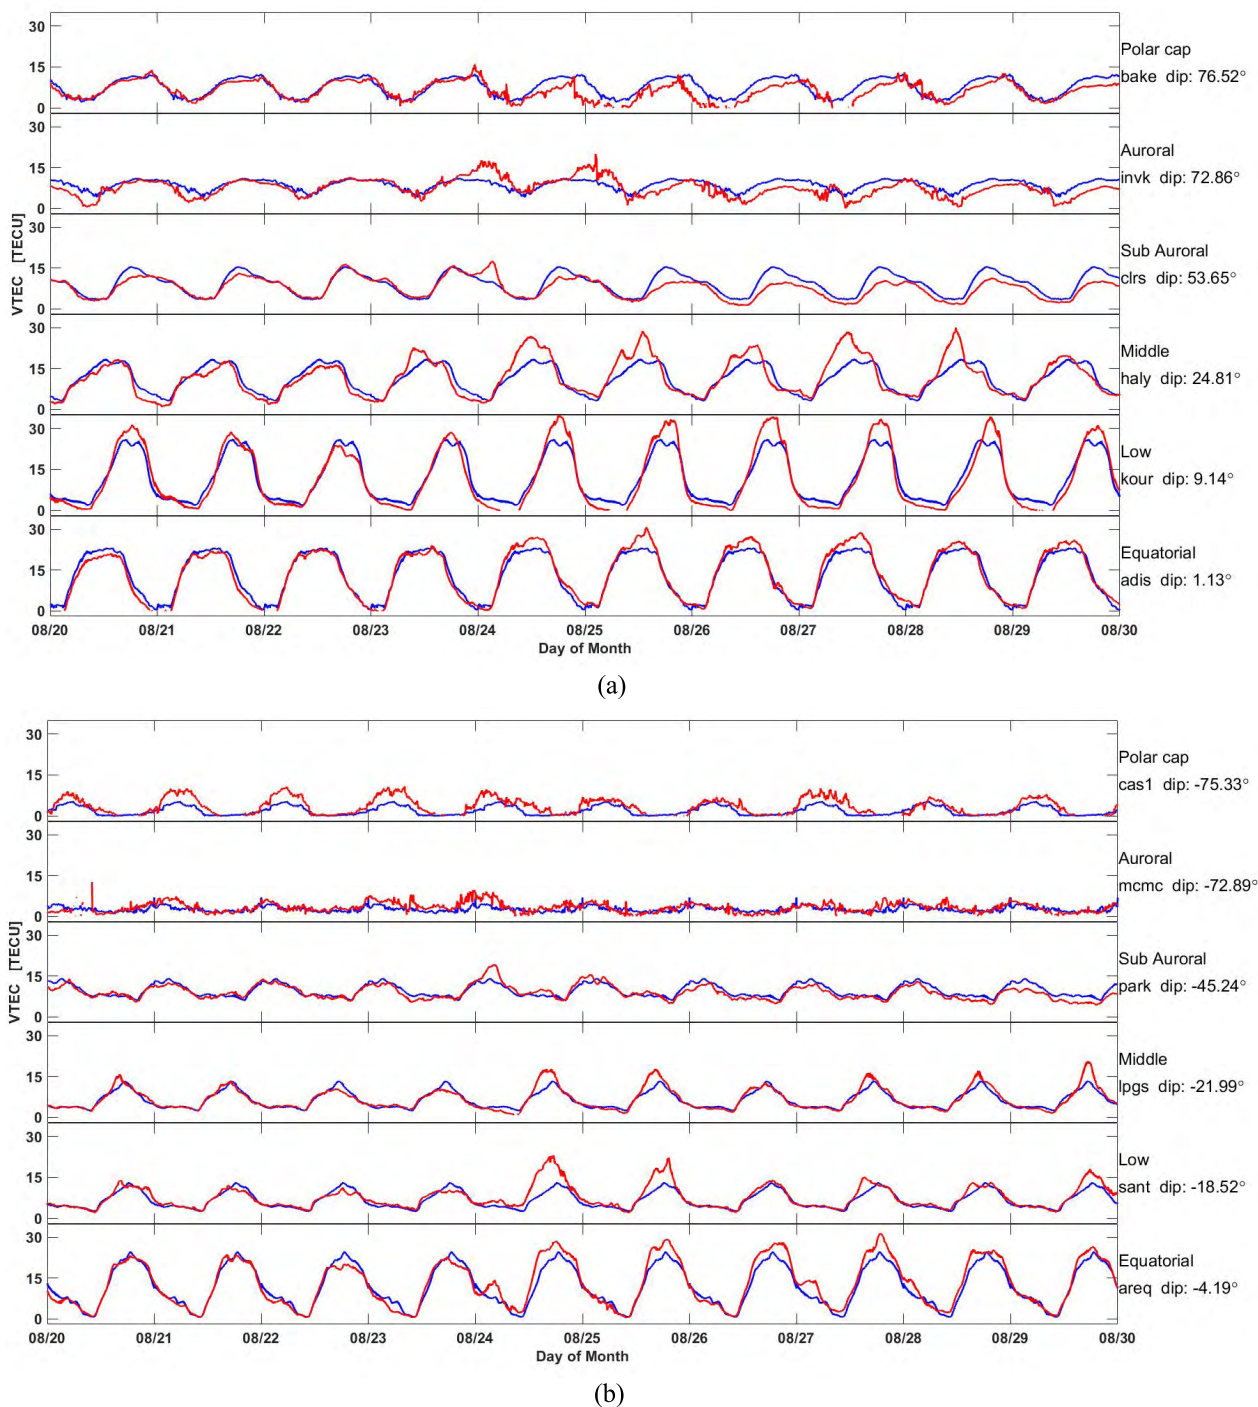 30
15
0
Polar cap
bake dip: 76.52°
30
15
0
Auroral
invk dip: 72.86°
VTEC [TECU]
30
15
0
Sub Auroral
clrs dip: 53.65°
30
15
0
Middle
haly dip: 24.81°
30
15
0
Low
kour dip: 9.14°
30
15
0
Equatorial
adis dip: 1.13°
08/20 08/21 08/22 08/23 08/24 08/25 08/26 08/27 08/28 08/29 08/30
Day of Month
(a)
30
15
0
Polar cap
cas1 dip: -75.33°
30
15
0
Auroral
mcmc dip: -72.89°
VTEC [TECU]
30
15
0
Sub Auroral
park dip: -45.24°
30
15
0
Middle
lpgs dip: -21.99°
30
15
0
Low
sant dip: -18.52°
30
15
0
Equatorial
areq dip: -4.19°
08/20 08/21 08/22 08/23 08/24 08/25 08/26 08/27 08/28 08/29 08/30
Day of Month
(b)